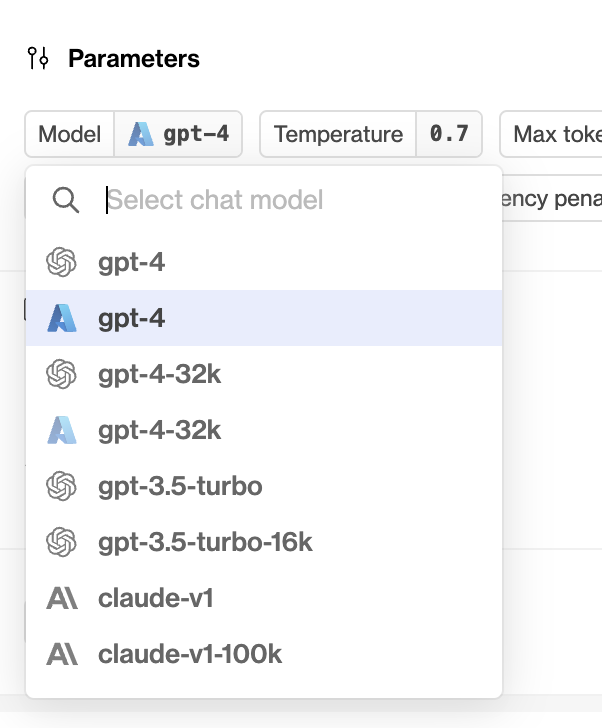 Parameters
Model gpt-4 Temperature 0.7 Max toke
Select chat model
ency pena
gpt-4
gpt-4
gpt-4-32k
gpt-4-32k
gpt-3.5-turbo
gpt-3.5-turbo-16k
claude-v1
claude-v1-100k